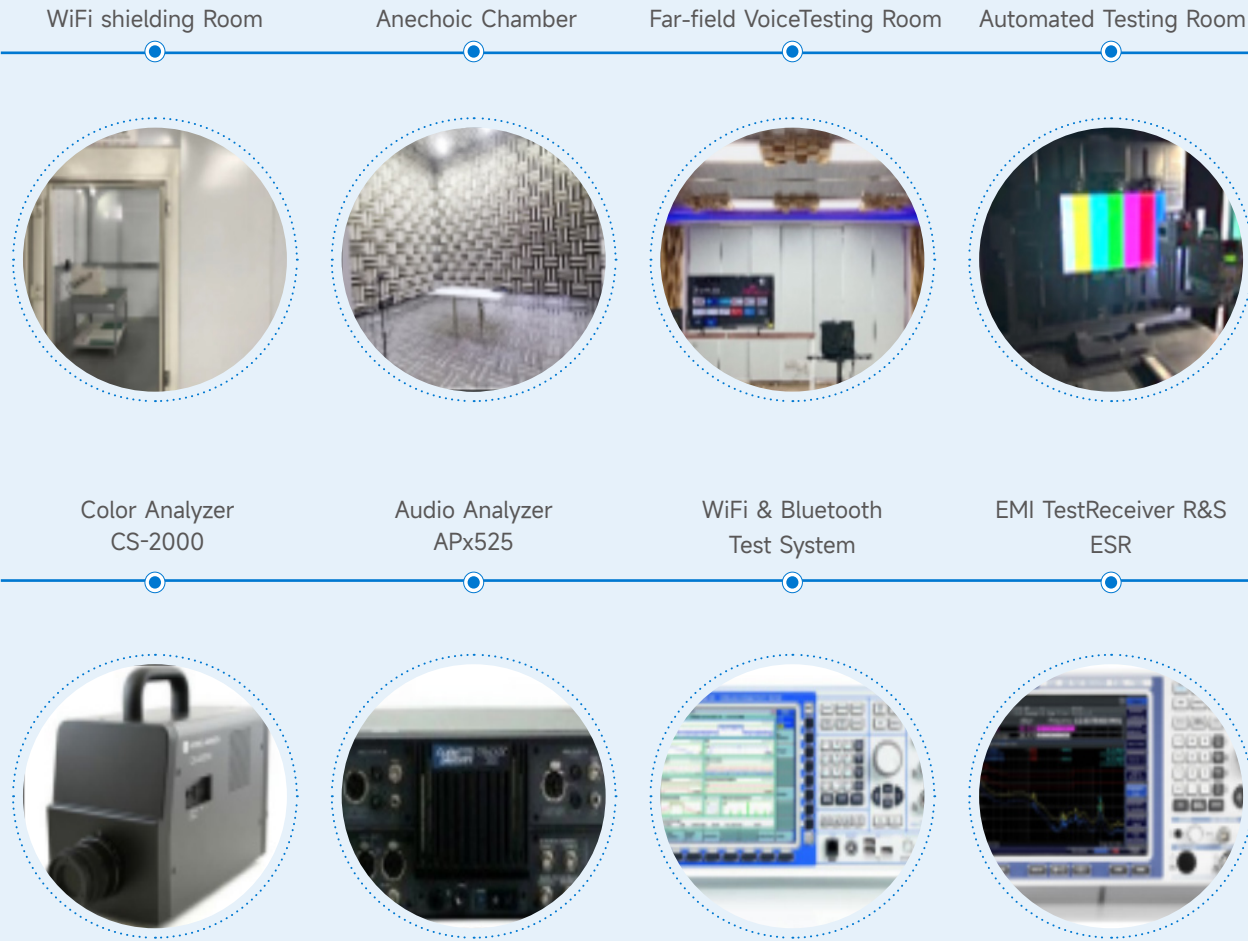 WiFi shielding Room
Anechoic Chamber
Far-field VoiceTesting Room
Automated Testing Room
Color Analyzer
CS-2000
Audio Analyzer
APx525
WiFi & Bluetooth
Test System
EMI TestReceiver R&S
ESR